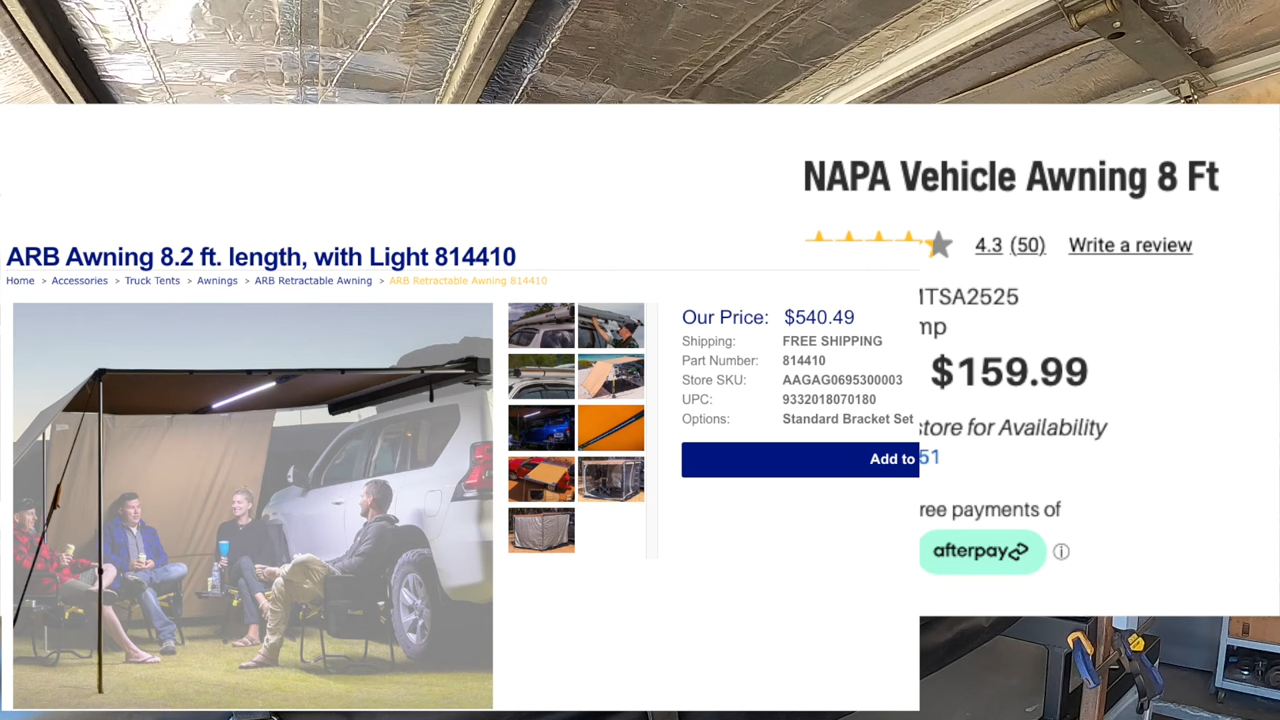 NAPA Vehicle Awning 8 Ft
4.3 (50) Write a review
ARB Awning 8.2 ft. length, with Light 814410
Home > Accessories > Truck Tents > Awnings > ARB Retractable Awning > ARB Retractable Awning 814410
MTSA2525
mp
Our Price: $540.49
Shipping: FREE SHIPPING
Part Number: 814410
Store SKU: AAGAG0695300003
UPC: 9332018070180
Options: Standard Bracket Set
Add to
$159.99
store for Availability
51
ree payments of
afterpay